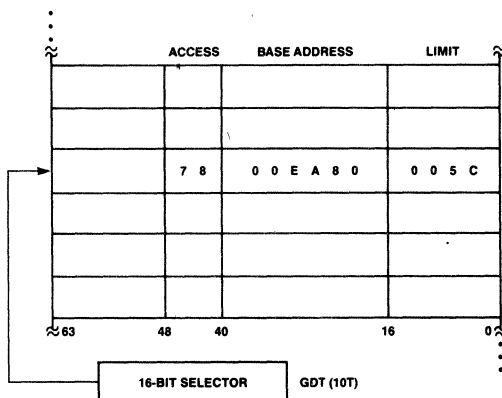 ACCESS BASE ADDRESS LIMIT
7 8 0 0 E A 8 0 0 0 5 C
63 48 40 16 0
16-BIT SELECTOR GDT (10T)